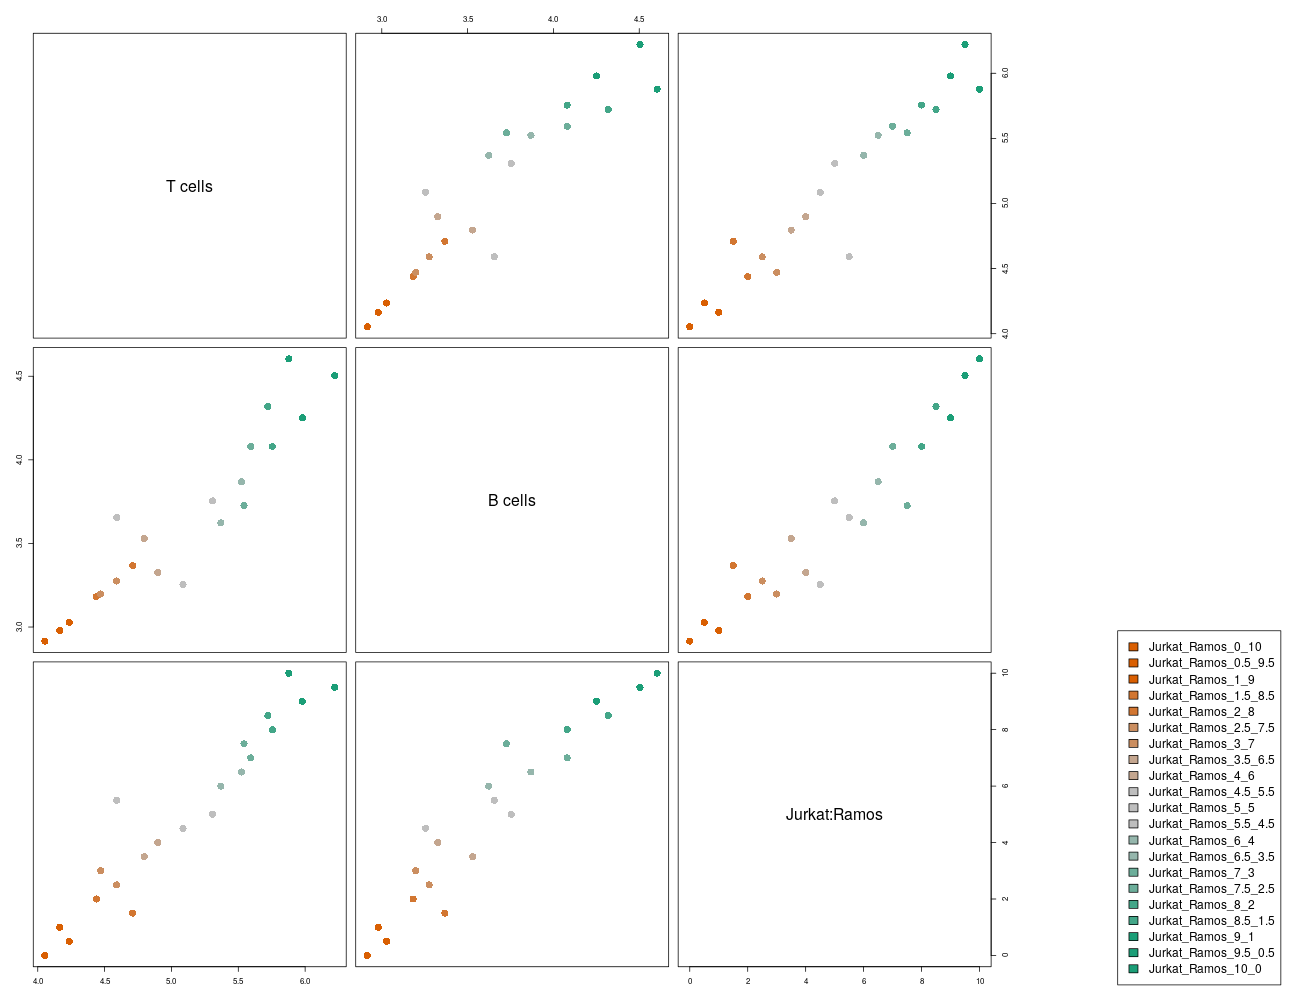 3.0 3.5 4.0 4.5
T cells
6.0
5.5
5.0
4.5
4.0
4.5
4.0
3.5
3.0
B cells
Jurkat:Ramos
10
8
6
4
2
0
4.0 4.5 5.0 5.5 6.0
0 2 4 6 8 10
Jurkat_Ramos_0_10
Jurkat_Ramos_0.5_9.5
Jurkat_Ramos_1_9
Jurkat_Ramos_1.5_8.5
Jurkat_Ramos_2_8
Jurkat_Ramos_2.5_7.5
Jurkat_Ramos_3_7
Jurkat_Ramos_3.5_6.5
Jurkat_Ramos_4_6
Jurkat_Ramos_4.5_5.5
Jurkat_Ramos_5_5
Jurkat_Ramos_5.5_4.5
Jurkat_Ramos_6_4
Jurkat_Ramos_6.5_3.5
Jurkat_Ramos_7_3
Jurkat_Ramos_7.5_2.5
Jurkat_Ramos_8_2
Jurkat_Ramos_8.5_1.5
Jurkat_Ramos_9_1
Jurkat_Ramos_9.5_0.5
Jurkat_Ramos_10_0